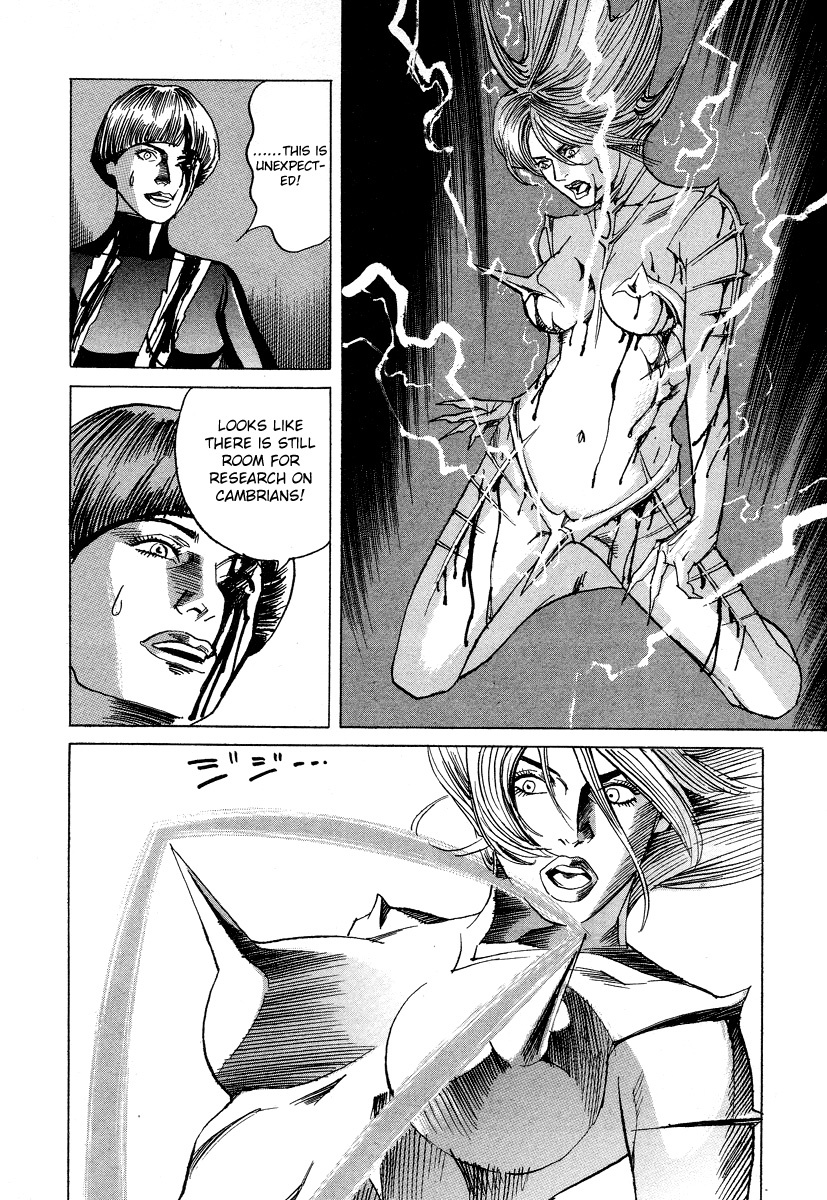 ......THIS IS
UNEXPECT-
ED!
LOOKS LIKE
THERE IS STILL
ROOM FOR
RESEARCH ON
CAMBRIANS!
ジジ…